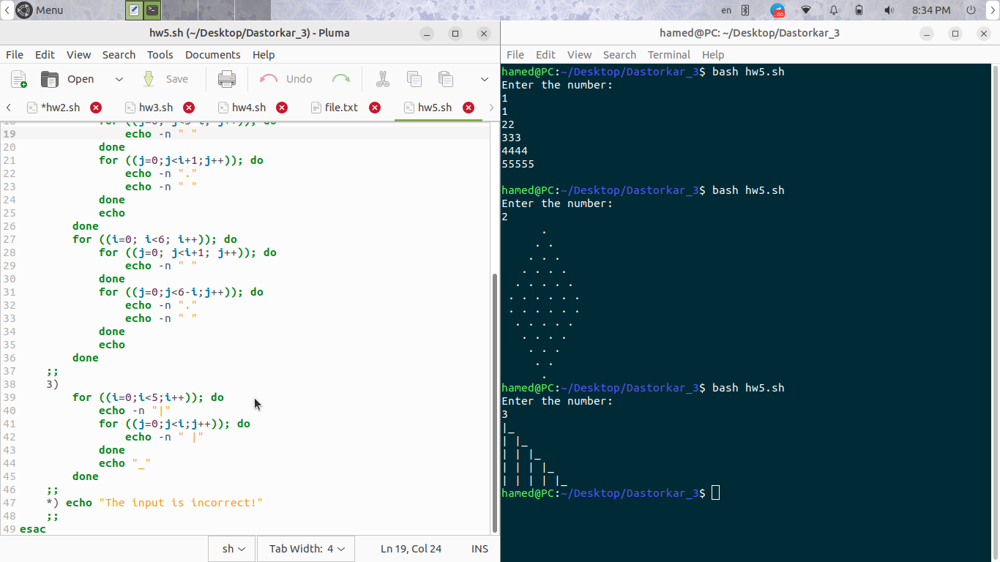 Menu
en
.66
8:34 PM
hw5.sh (~/Desktop/Dastorkar_3) - Pluma
File Edit View Search Tools Documents Help
Open Save Undo
*hw2.sh hw3.sh hw4.sh file.txt hw5.sh
19 echo -n " "
20 done
21 for ((j=0;j<i+1;j++)); do
22 echo -n "."
23 echo -n " "
24 done
25 echo
26 done
27 for ((i=0; i<6; i++)); do
28 for ((j=0; j<i+1; j++)); do
29 echo -n " "
30 done
31 for ((j=0;j<6-i;j++)); do
32 echo -n "."
33 echo -n " "
34 done
35 echo
36 done
37 ;;
38 3)
39 for ((i=0;i<5;i++)); do
40 echo -n "|"
41 for ((j=0;j<i;j++)); do
42 echo -n " |"
43 done
44 echo "_"
45 done
46 ;;
47 *) echo "The input is incorrect!"
48 ;;
49 esac
sh Tab Width: 4 Ln 19, Col 24 INS
hamed@PC: ~/Desktop/Dastorkar_3
File Edit View Search Terminal Help
hamed@PC:~/Desktop/Dastorkar_3$ bash hw5.sh
Enter the number:
1
1
22
333
4444
55555
hamed@PC:~/Desktop/Dastorkar_3$ bash hw5.sh
Enter the number:
2
      .
     . .
    . . .
   . . . .
  . . . . .
 . . . . . .
 . . . . . .
  . . . . .
   . . . .
    . . .
     . .
      .
hamed@PC:~/Desktop/Dastorkar_3$ bash hw5.sh
Enter the number:
3
|_
| |_
| | |_
| | | |_
| | | | |_
hamed@PC:~/Desktop/Dastorkar_3$